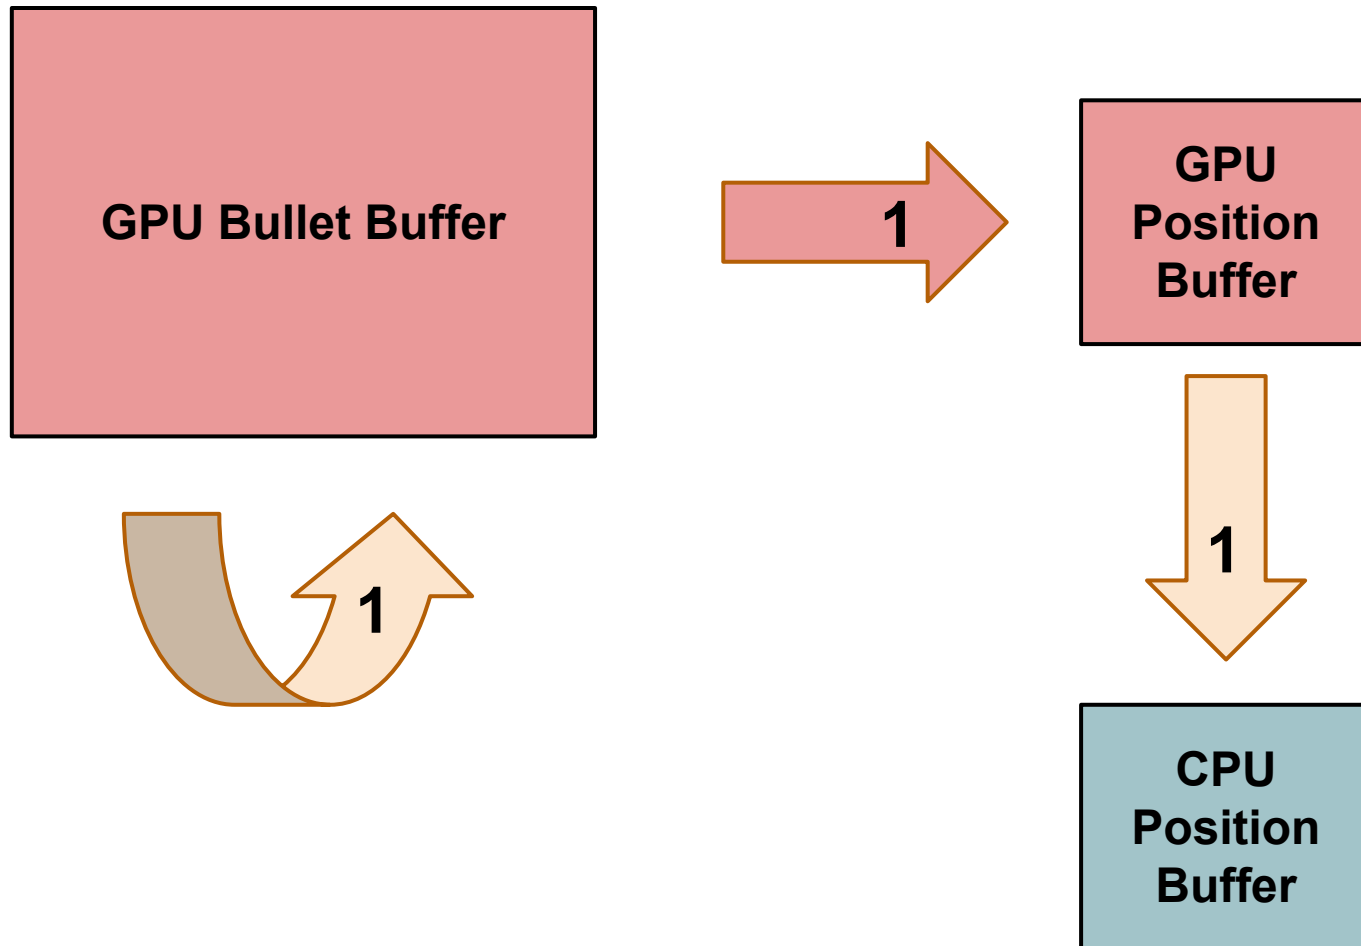 GPU Bullet Buffer
1
GPU
Position
Buffer
1
1
CPU
Position
Buffer